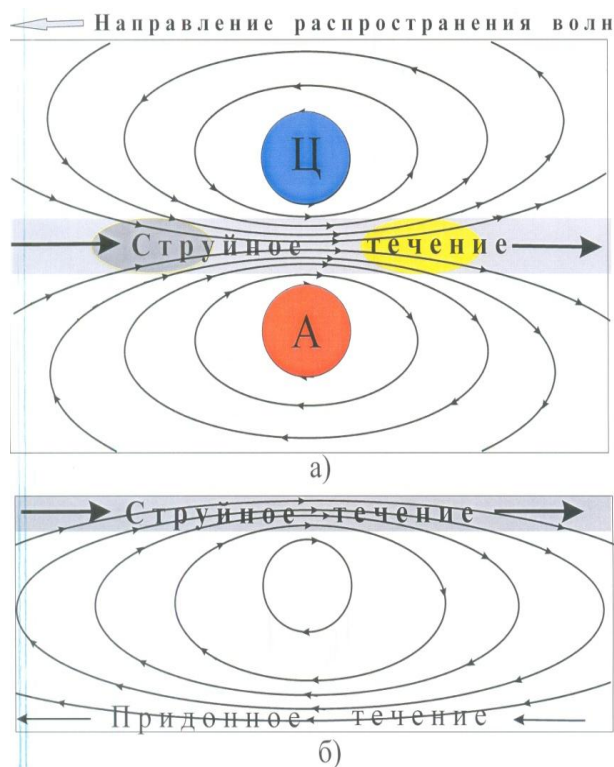 Направление распространения волн
Ц
Струйное течение
А
а)
Струйное течение
Придонное течение
б)